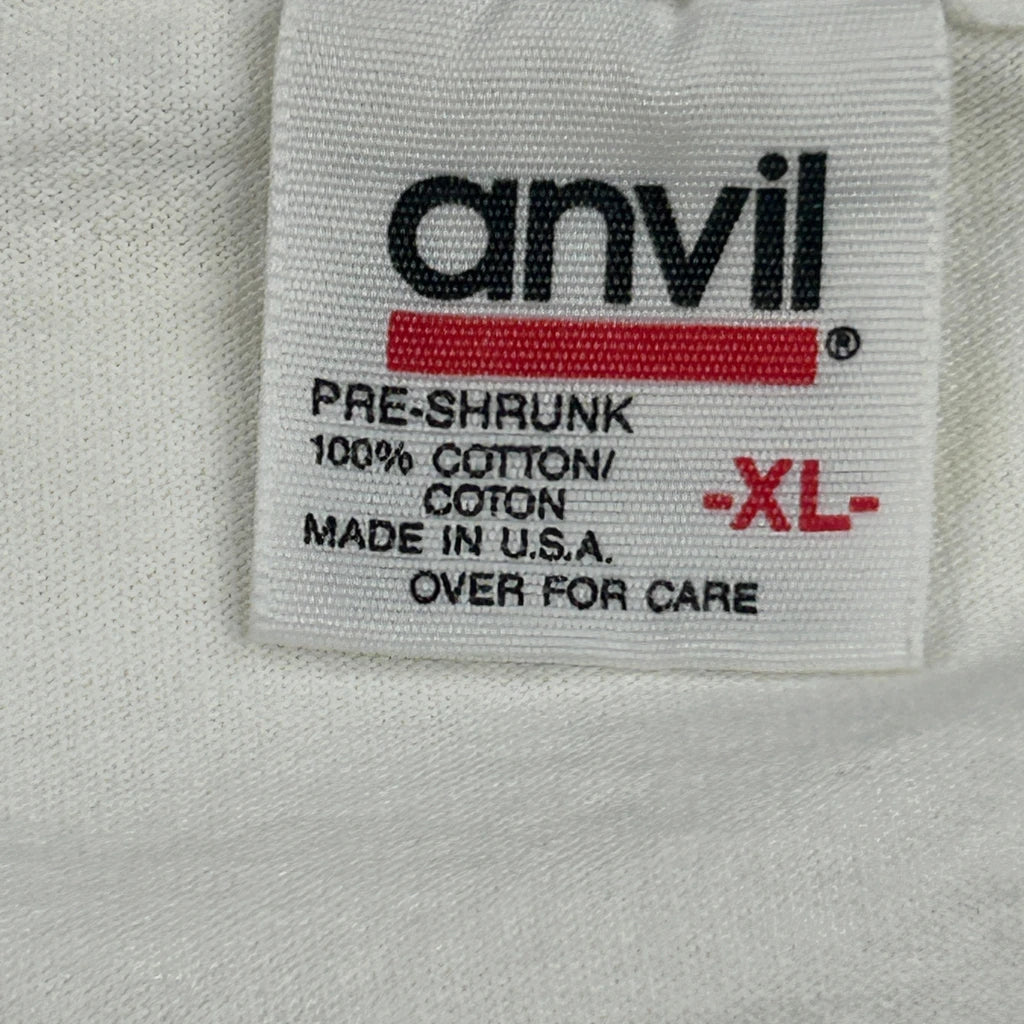 anvil®
PRE-SHRUNK
100% COTTON/
COTON
-XL-
MADE IN U.S.A.
OVER FOR CARE